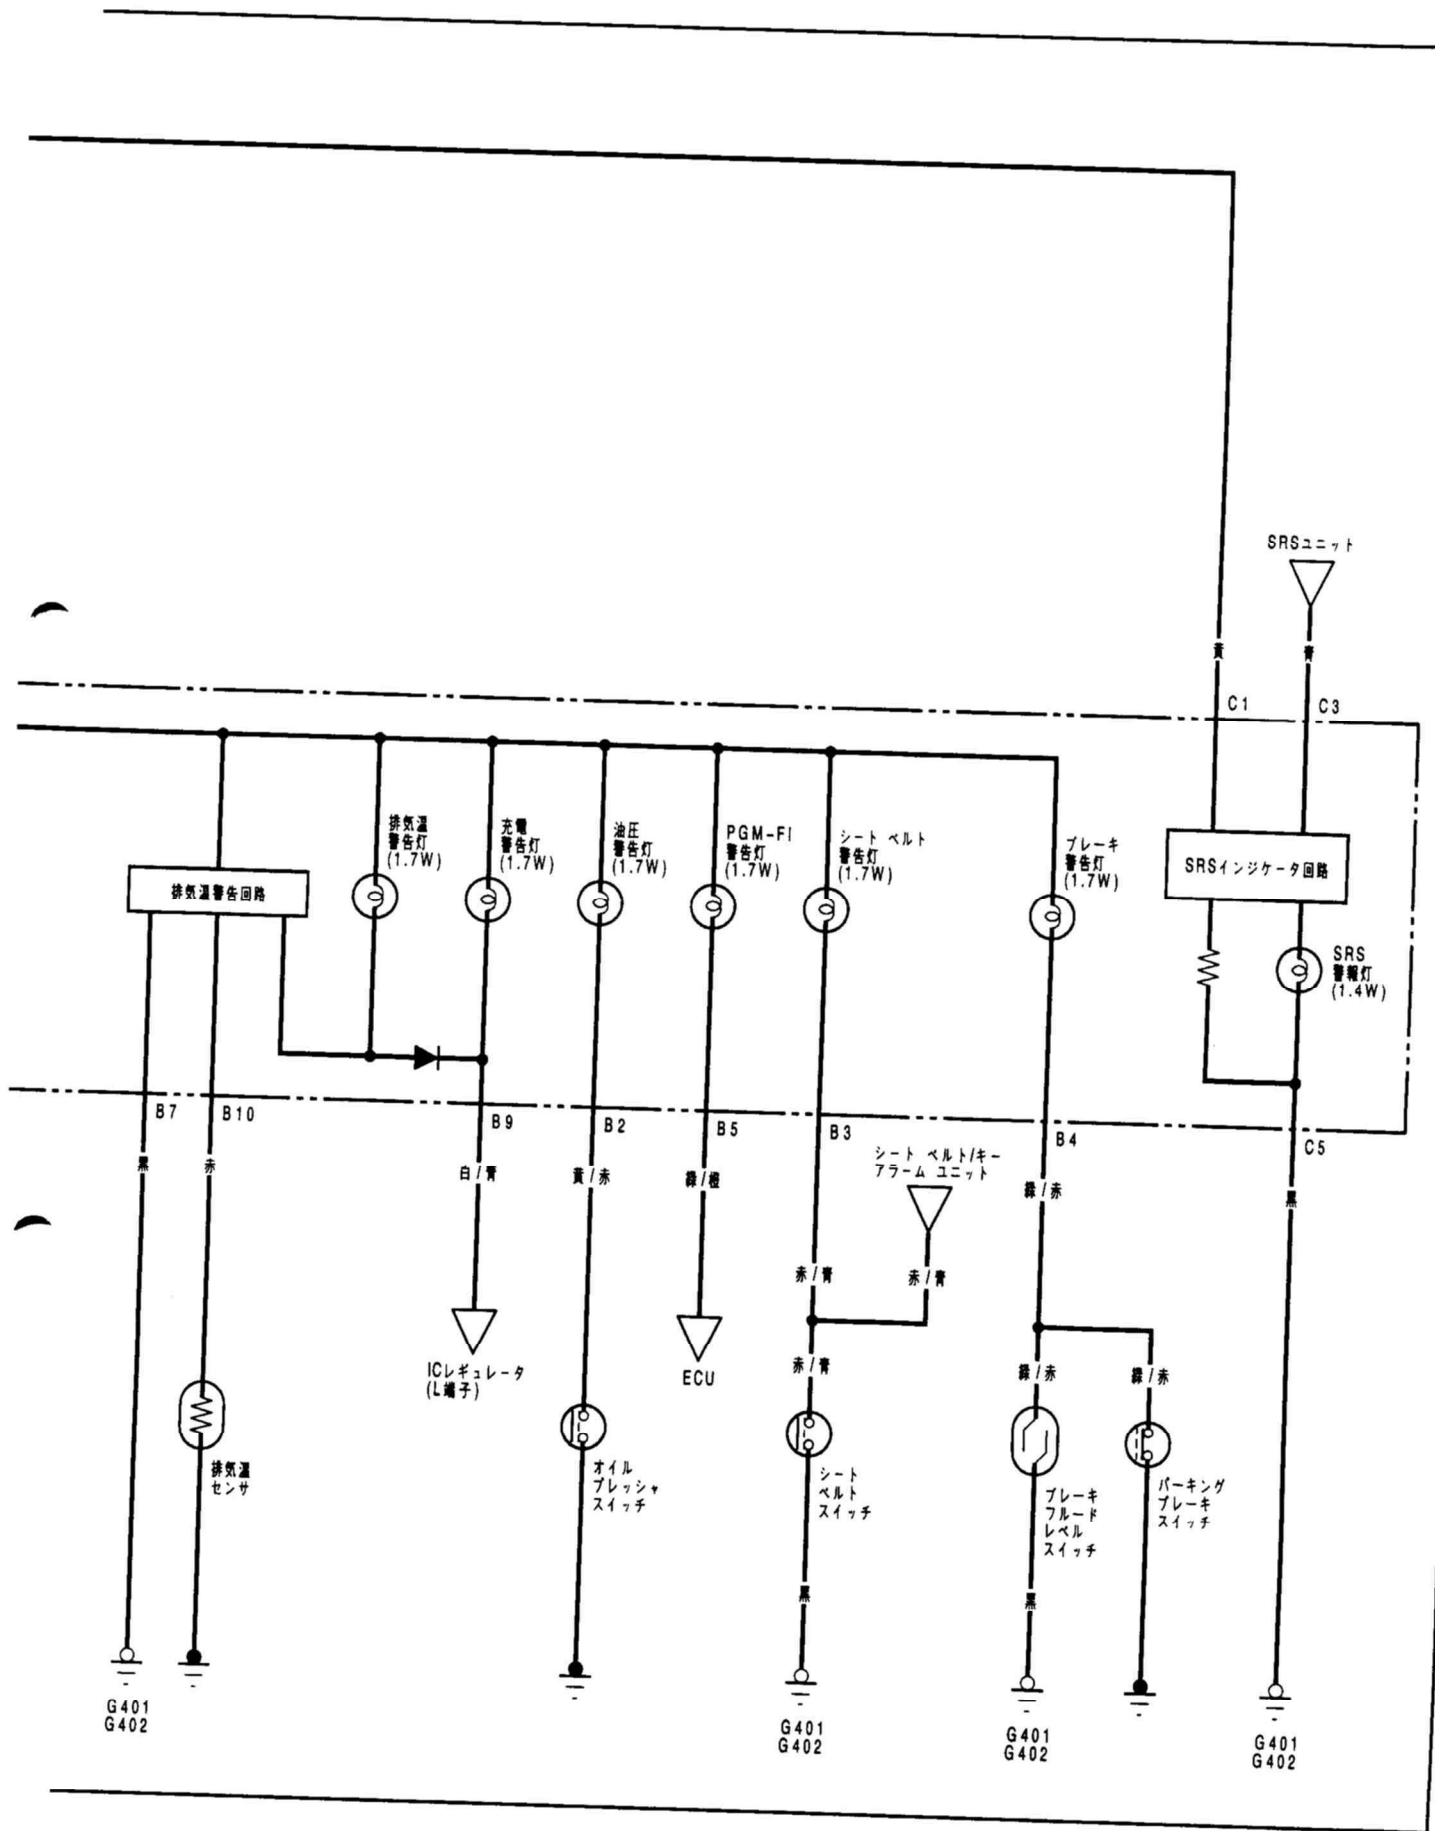 SRSユニット
黄
青
C1
C3
排気温
警告灯
(1.7W)
充電
警告灯
(1.7W)
油圧
警告灯
(1.7W)
PGM-FI
警告灯
(1.7W)
シート ベルト
警告灯
(1.7W)
ブレーキ
警告灯
(1.7W)
排気温警告回路
SRSインジケータ回路
SRS
警報灯
(1.4W)
B7
B10
B9
B2
B5
B3
B4
C5
黒
赤
白/青
黄/赤
緑/橙
シート ベルト/キー
アラーム ユニット
緑/赤
黒
赤/青
赤/青
ICレギュレータ
(L端子)
ECU
赤/青
緑/赤
緑/赤
排気温
センサ
オイル
プレッシャ
スイッチ
シート
ベルト
スイッチ
ブレーキ
フルード
レベル
スイッチ
パーキング
ブレーキ
スイッチ
黒
黒
G401
G402
G401
G402
G401
G402
G401
G402